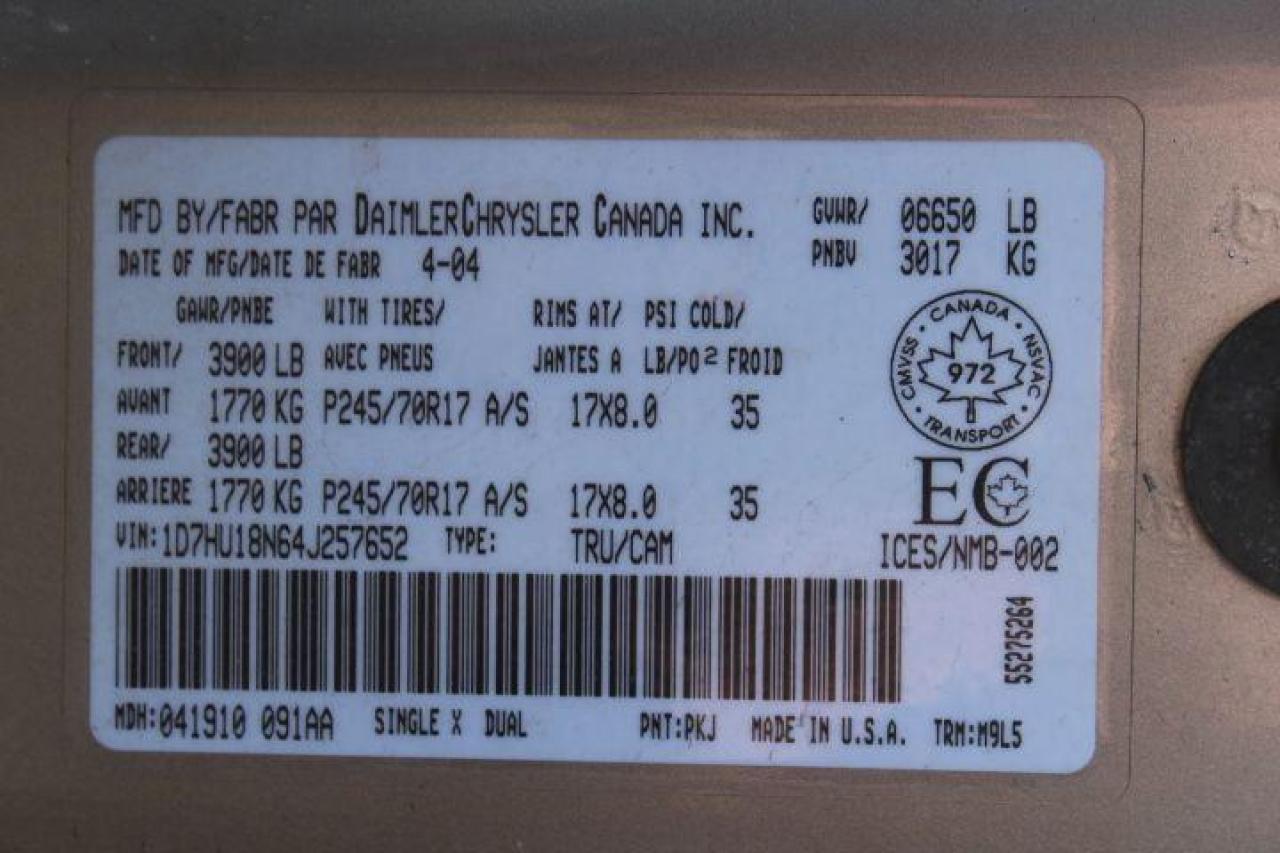 MFD BY/FABR PAR DAIMLERCHRYSLER CANADA INC. GVWR/ 06650 LB
DATE OF MFG/DATE DE FABR 4-04 PNBV 3017 KG
GAWR/PNBE WITH TIRES/ RIMS AT/ PSI COLD/
FRONT/ 3900 LB AVEC PNEUS JANTES A LB/PO² FROID
AVANT 1770 KG P245/70R17 A/S 17X8.0 35
REAR/ 3900 LB
ARRIERE 1770 KG P245/70R17 A/S 17X8.0 35
CANADA • NSVAC • TRANSPORT • CMVSS •
972
EC
VIN:1D7HU18N64J257652 TYPE: TRU/CAM ICES/NMB-002
55275264
MDH:041910 091AA SINGLE X DUAL PNT:PKJ MADE IN U.S.A. TRM:M9L5